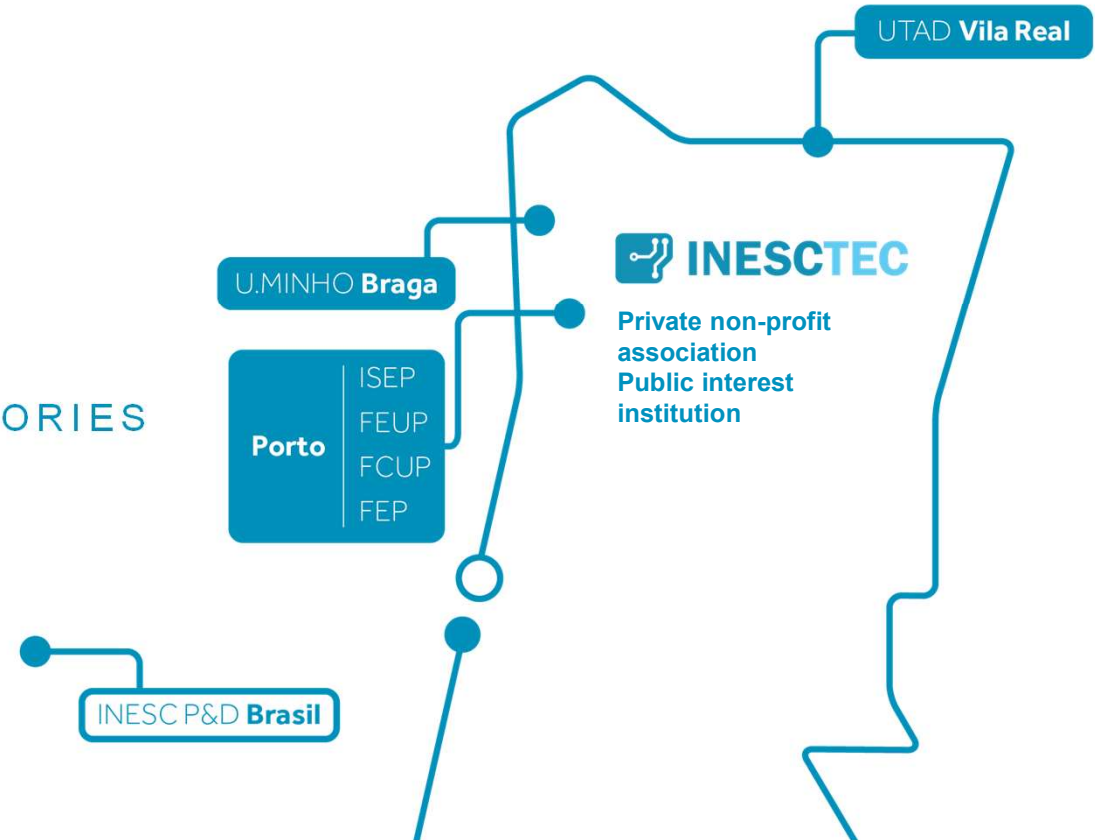 UTAD Vila Real
INESCTEC
U.MINHO Braga
Private non-profit
association
Public interest
institution
Porto
ISEP
FEUP
FCUP
FEP
ORIES
INESC P&D Brasil